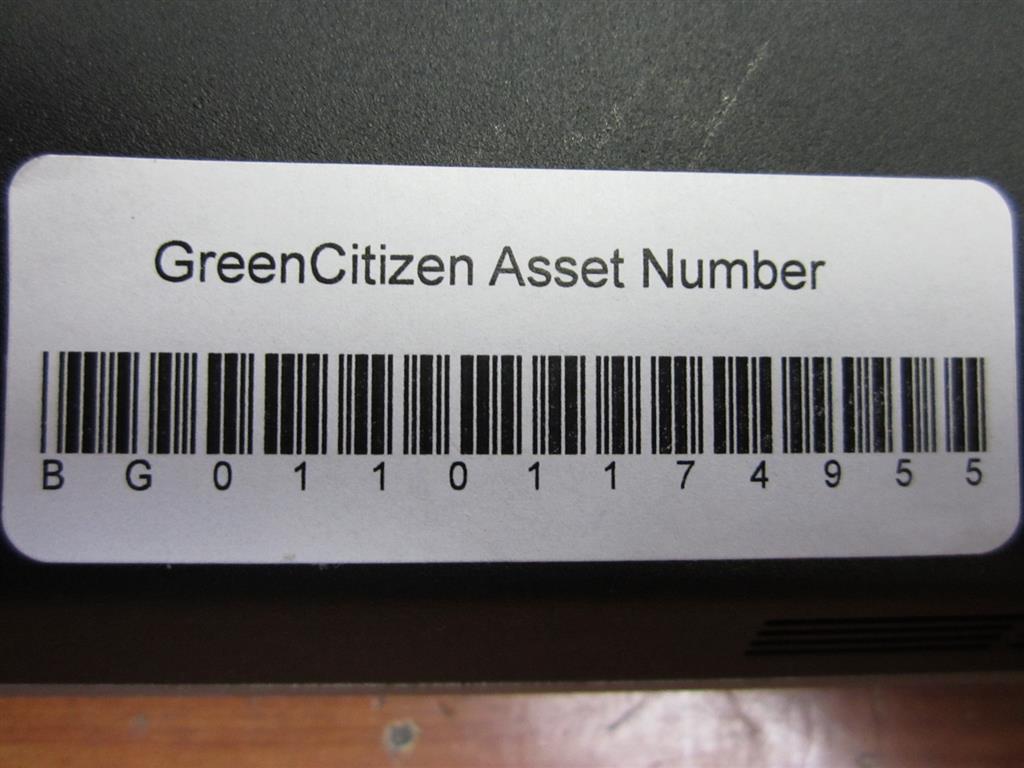 GreenCitizen Asset Number
B G 0 1 1 0 1 1 7 4 9 5 5